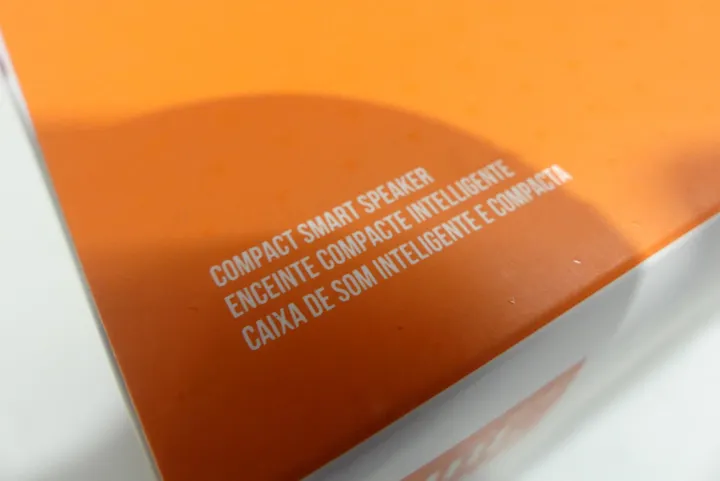 COMPACT SMART SPEAKER
ENCEINTE COMPACTE INTELLIGENTE
CAIXA DE SOM INTELIGENTE E COMPACTA